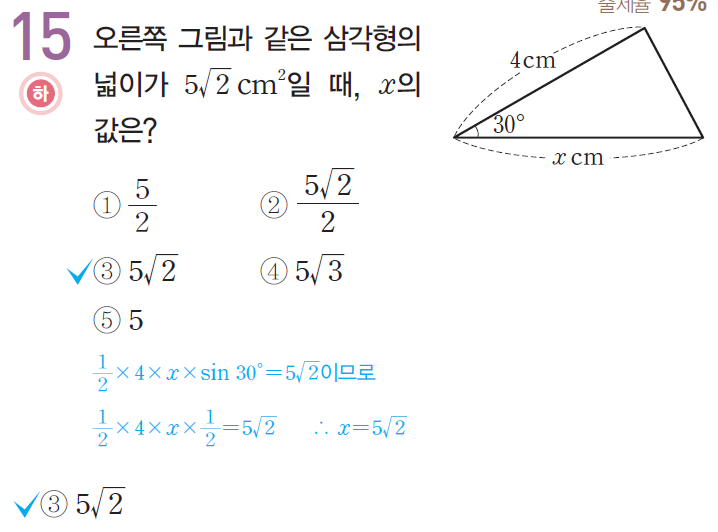 출제율 95%
15 오른쪽 그림과 같은 삼각형의
하 넓이가 5√2 cm²일 때, x의
값은?
4 cm
30°
x cm
① 5/2 ② 5√2/2
③ 5√2 ④ 5√3
⑤ 5
1/2 × 4 × x × sin 30° = 5√2이므로
1/2 × 4 × x × 1/2 = 5√2 ∴ x = 5√2
③ 5√2